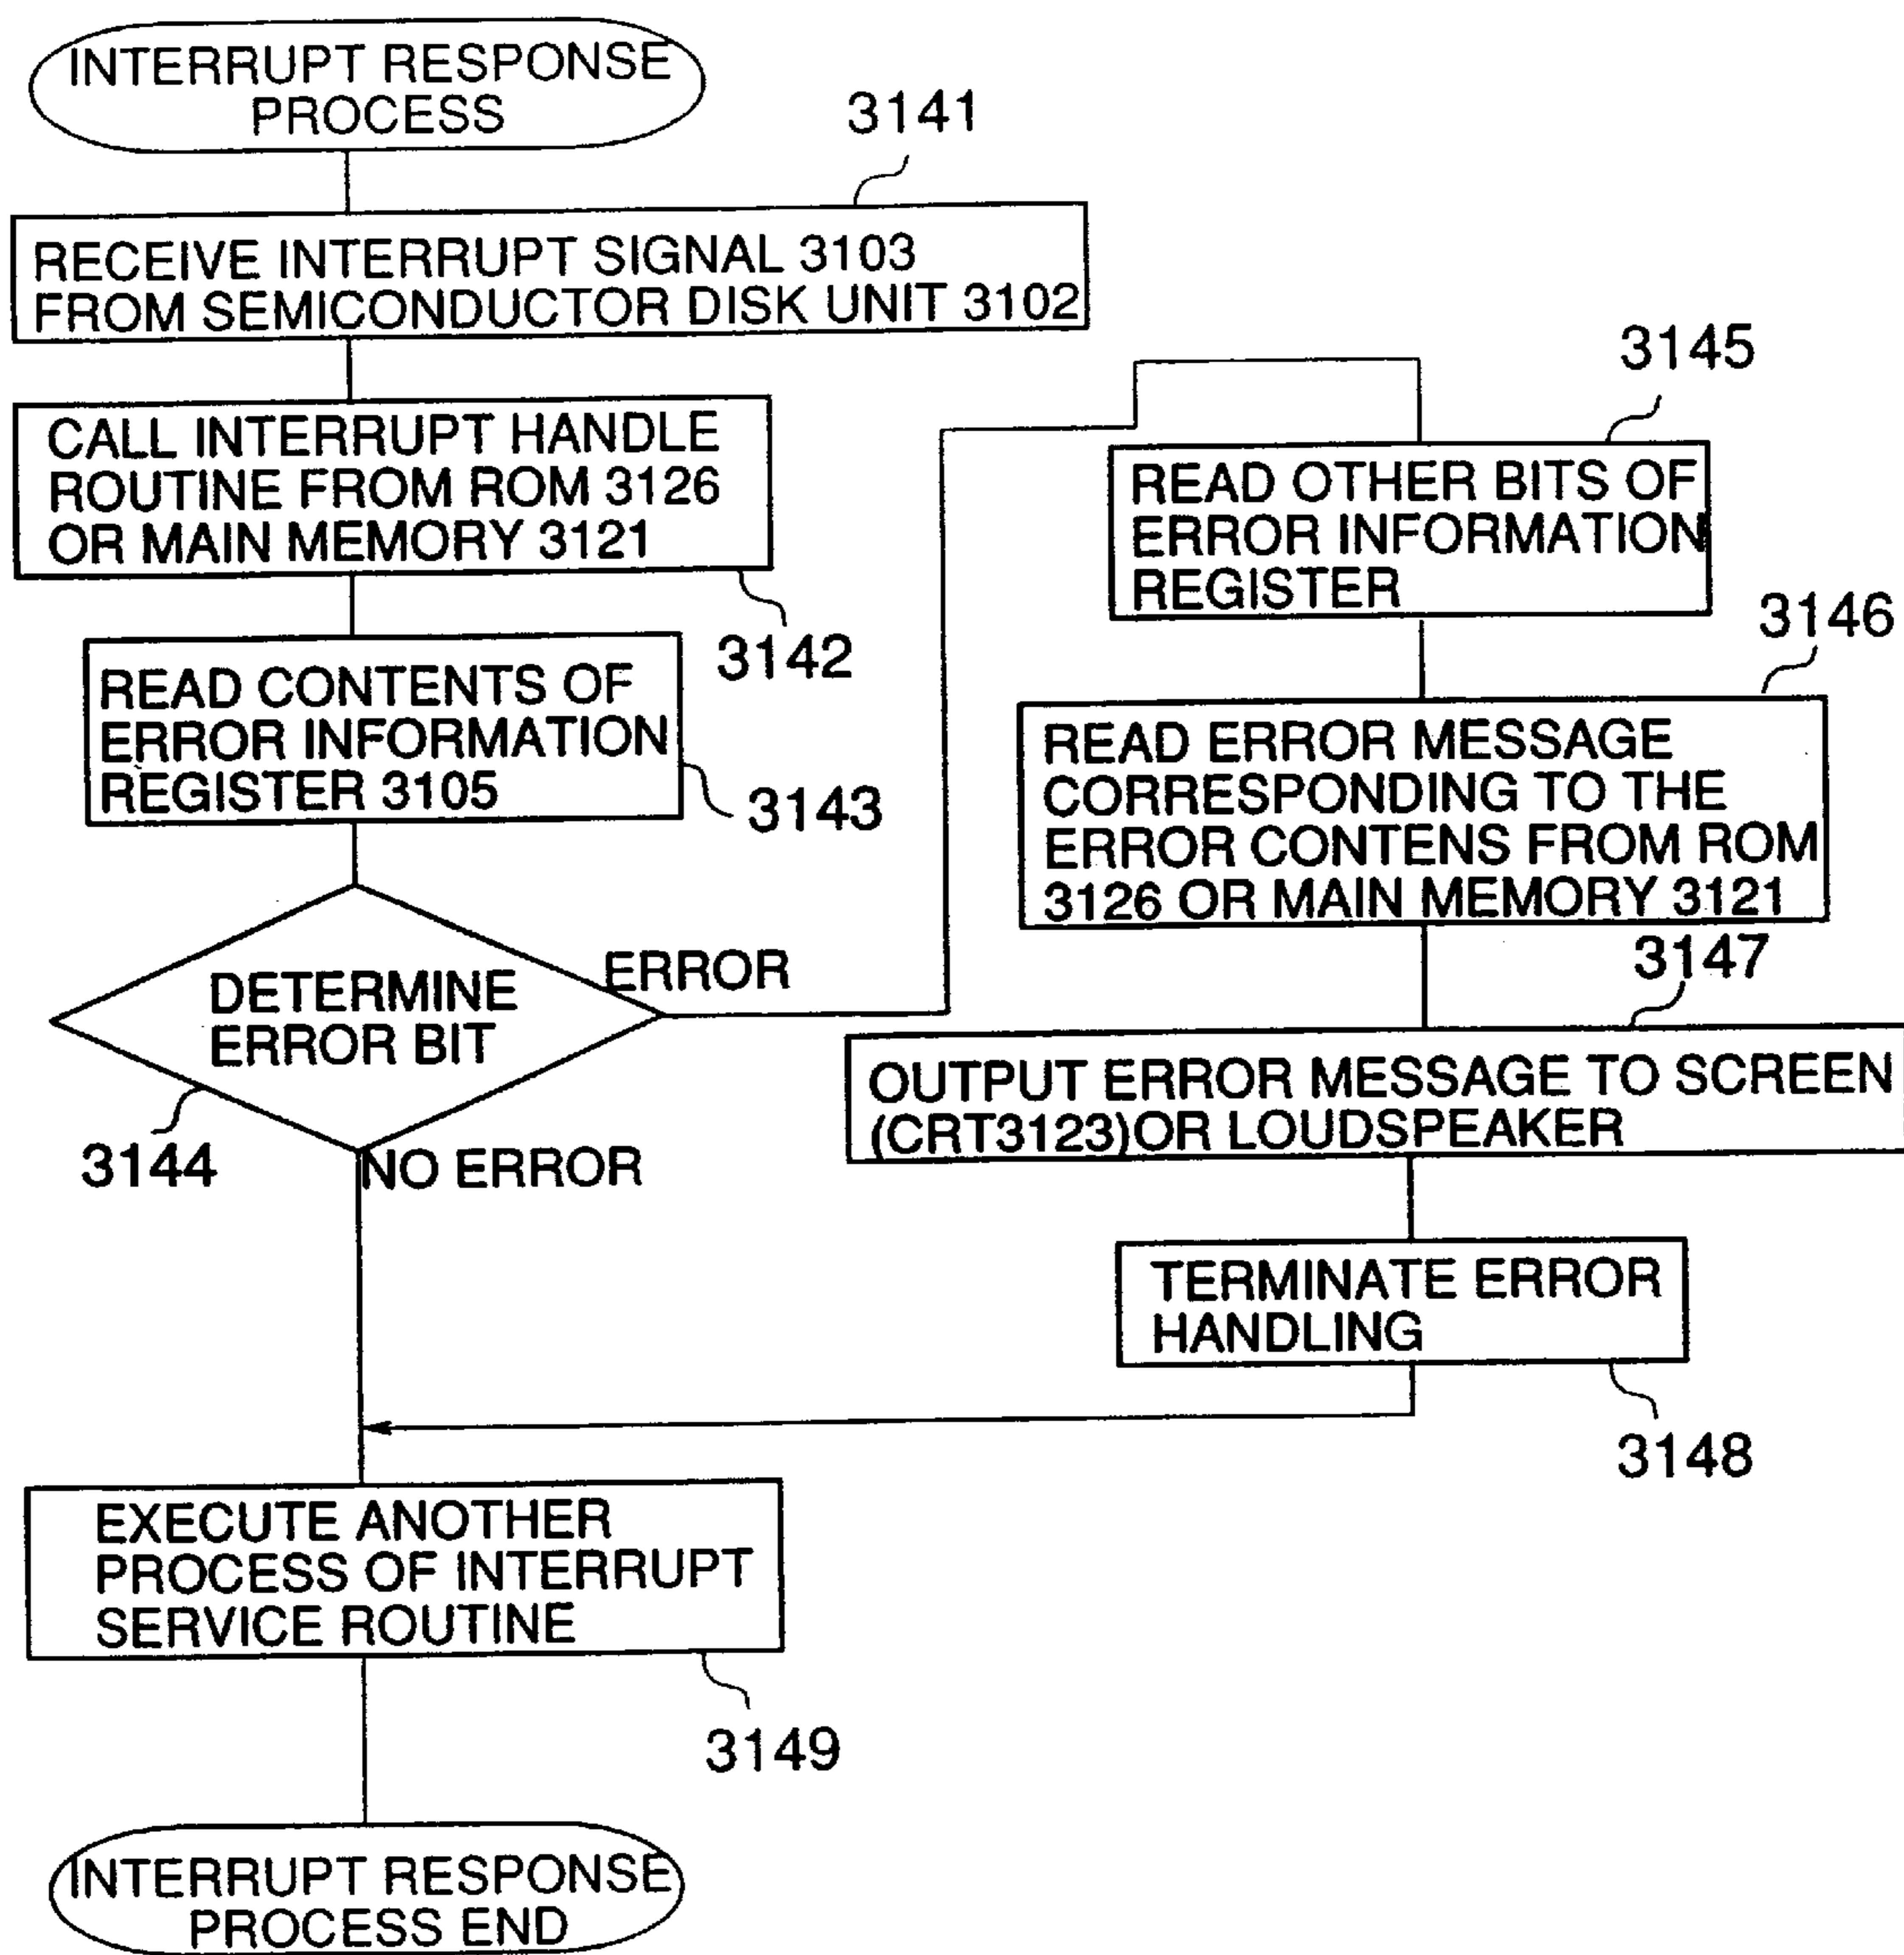 INTERRUPT RESPONSE
PROCESS
3141
RECEIVE INTERRUPT SIGNAL 3103
FROM SEMICONDUCTOR DISK UNIT 3102
CALL INTERRUPT HANDLE
ROUTINE FROM ROM 3126
OR MAIN MEMORY 3121
3142
READ CONTENTS OF
ERROR INFORMATION
REGISTER 3105
3143
DETERMINE
ERROR BIT
ERROR
3144
NO ERROR
3145
READ OTHER BITS OF
ERROR INFORMATION
REGISTER
3146
READ ERROR MESSAGE
CORRESPONDING TO THE
ERROR CONTENS FROM ROM
3126 OR MAIN MEMORY 3121
3147
OUTPUT ERROR MESSAGE TO SCREEN
(CRT3123)OR LOUDSPEAKER
TERMINATE ERROR
HANDLING
3148
EXECUTE ANOTHER
PROCESS OF INTERRUPT
SERVICE ROUTINE
3149
INTERRUPT RESPONSE
PROCESS END